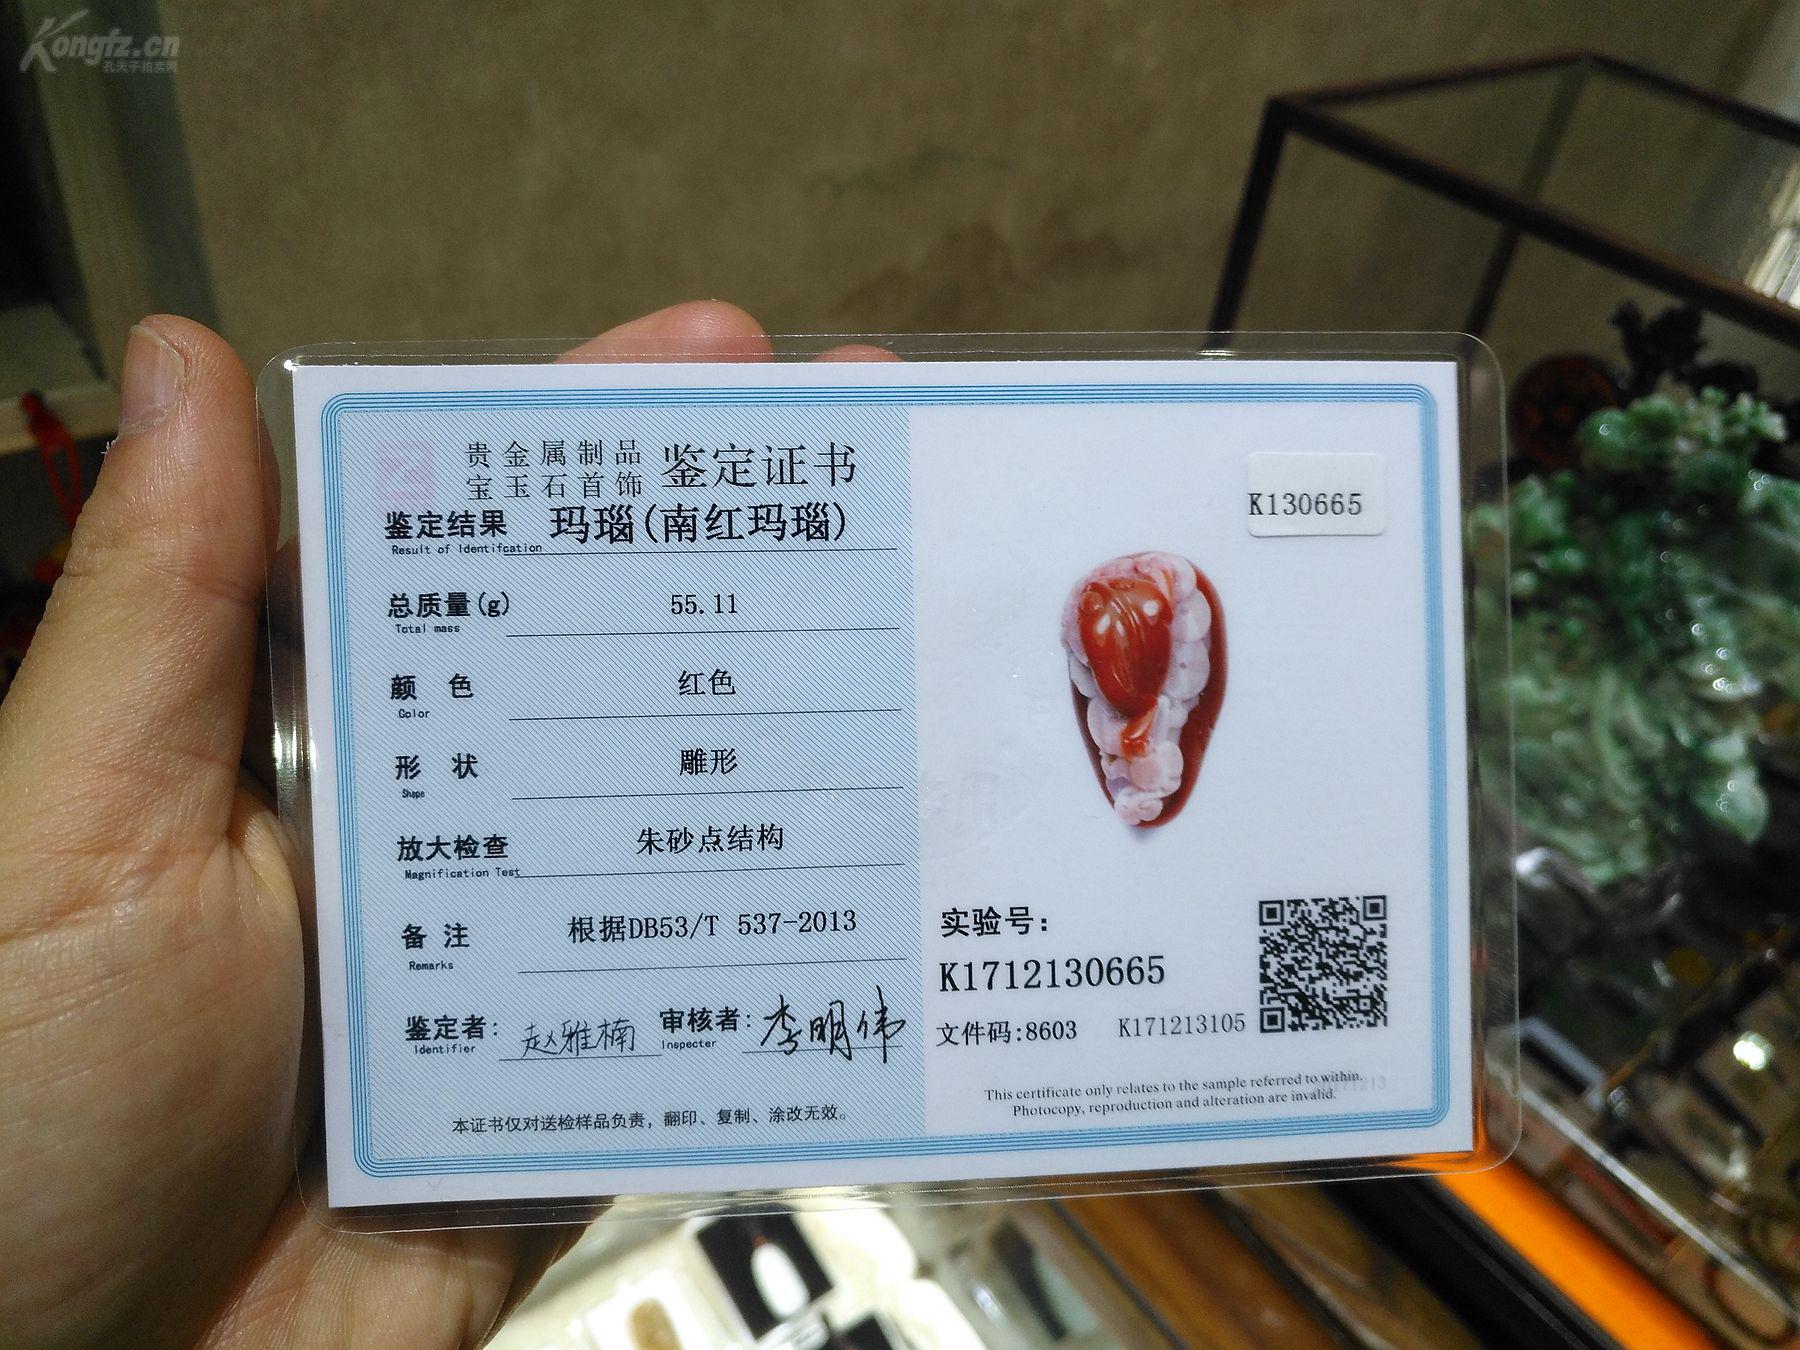 Kongfz.cn
孔夫子拍卖网
贵金属制品
宝玉石首饰
鉴定证书
鉴定结果 玛瑙(南红玛瑙)
Result of Identifcation
总质量(g) 55.11
Total mass
颜 色 红色
Color
形 状 雕形
Shape
放大检查 朱砂点结构
Magnification Test
备 注 根据DB53/T 537-2013
Remarks
鉴定者: 赵雅楠 审核者: 李明伟
Identifier Inspecter
本证书仅对送检样品负责，翻印、复制、涂改无效。
K130665
实验号:
K1712130665
文件码:8603 K171213105
This certificate only relates to the sample referred to within.
Photocopy, reproduction and alteration are invalid.